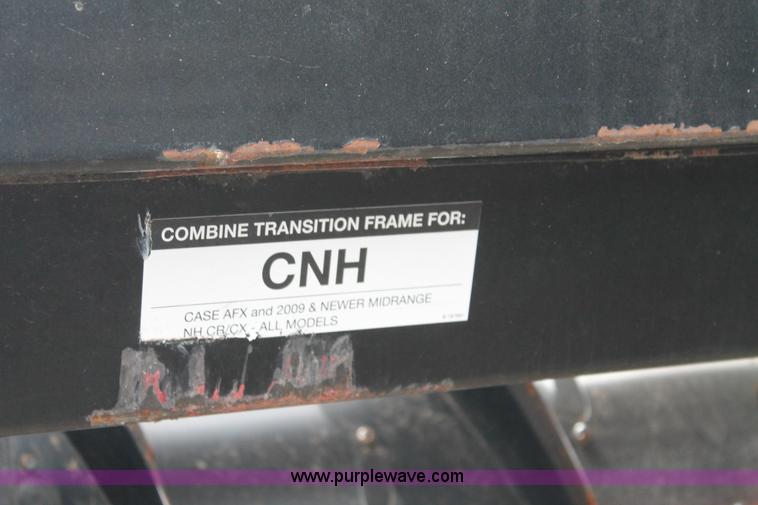 COMBINE TRANSITION FRAME FOR:
CNH
CASE AFX and 2009 & NEWER MIDRANGE
NH CR/CX - ALL MODELS
www.purplewave.com